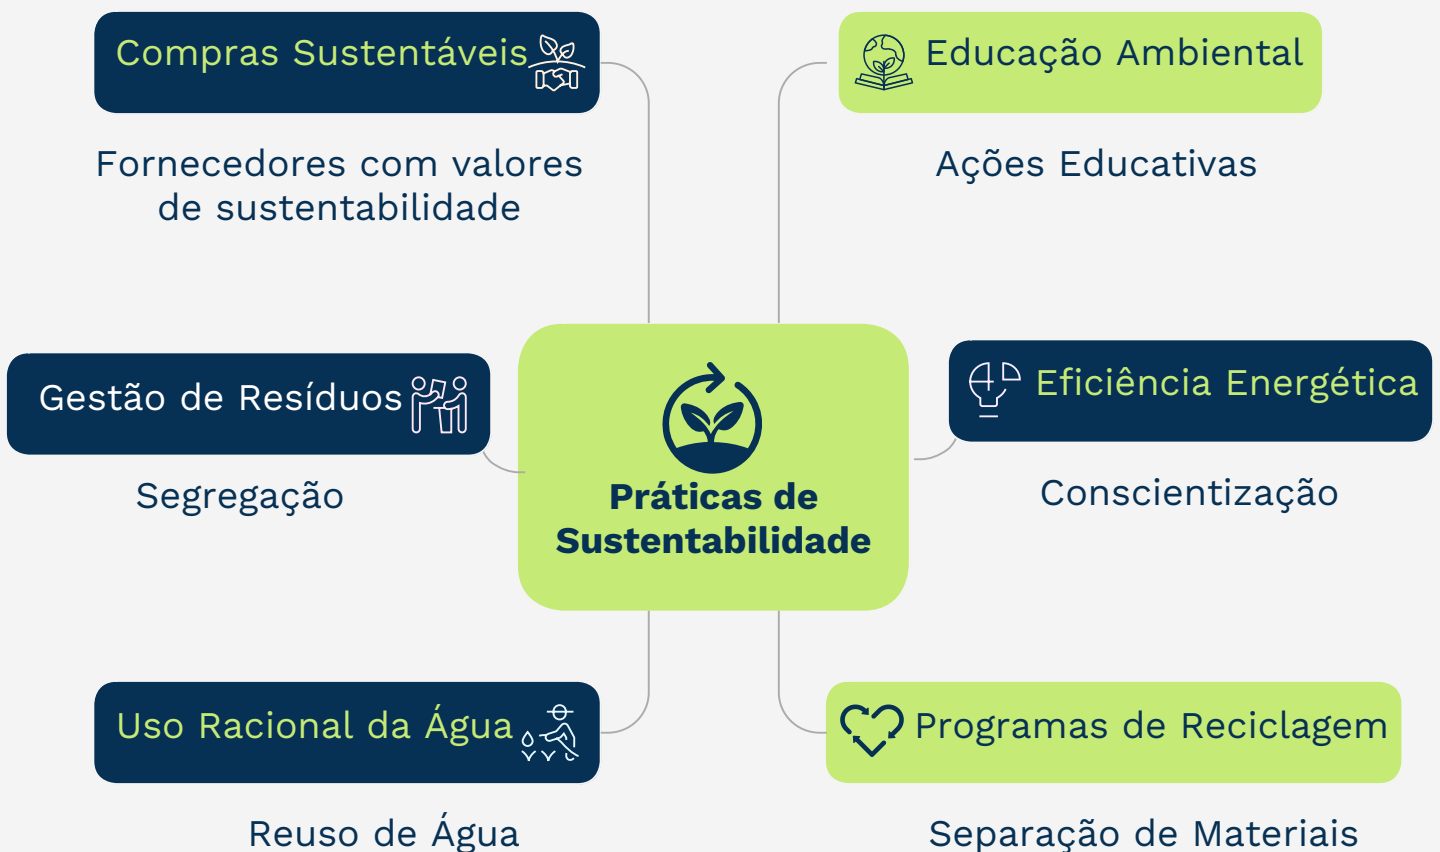 Compras Sustentáveis
Fornecedores com valores
de sustentabilidade
Educação Ambiental
Ações Educativas
Gestão de Resíduos
Segregação
Práticas de
Sustentabilidade
Eficiência Energética
Conscientização
Uso Racional da Água
Reuso de Água
Programas de Reciclagem
Separação de Materiais